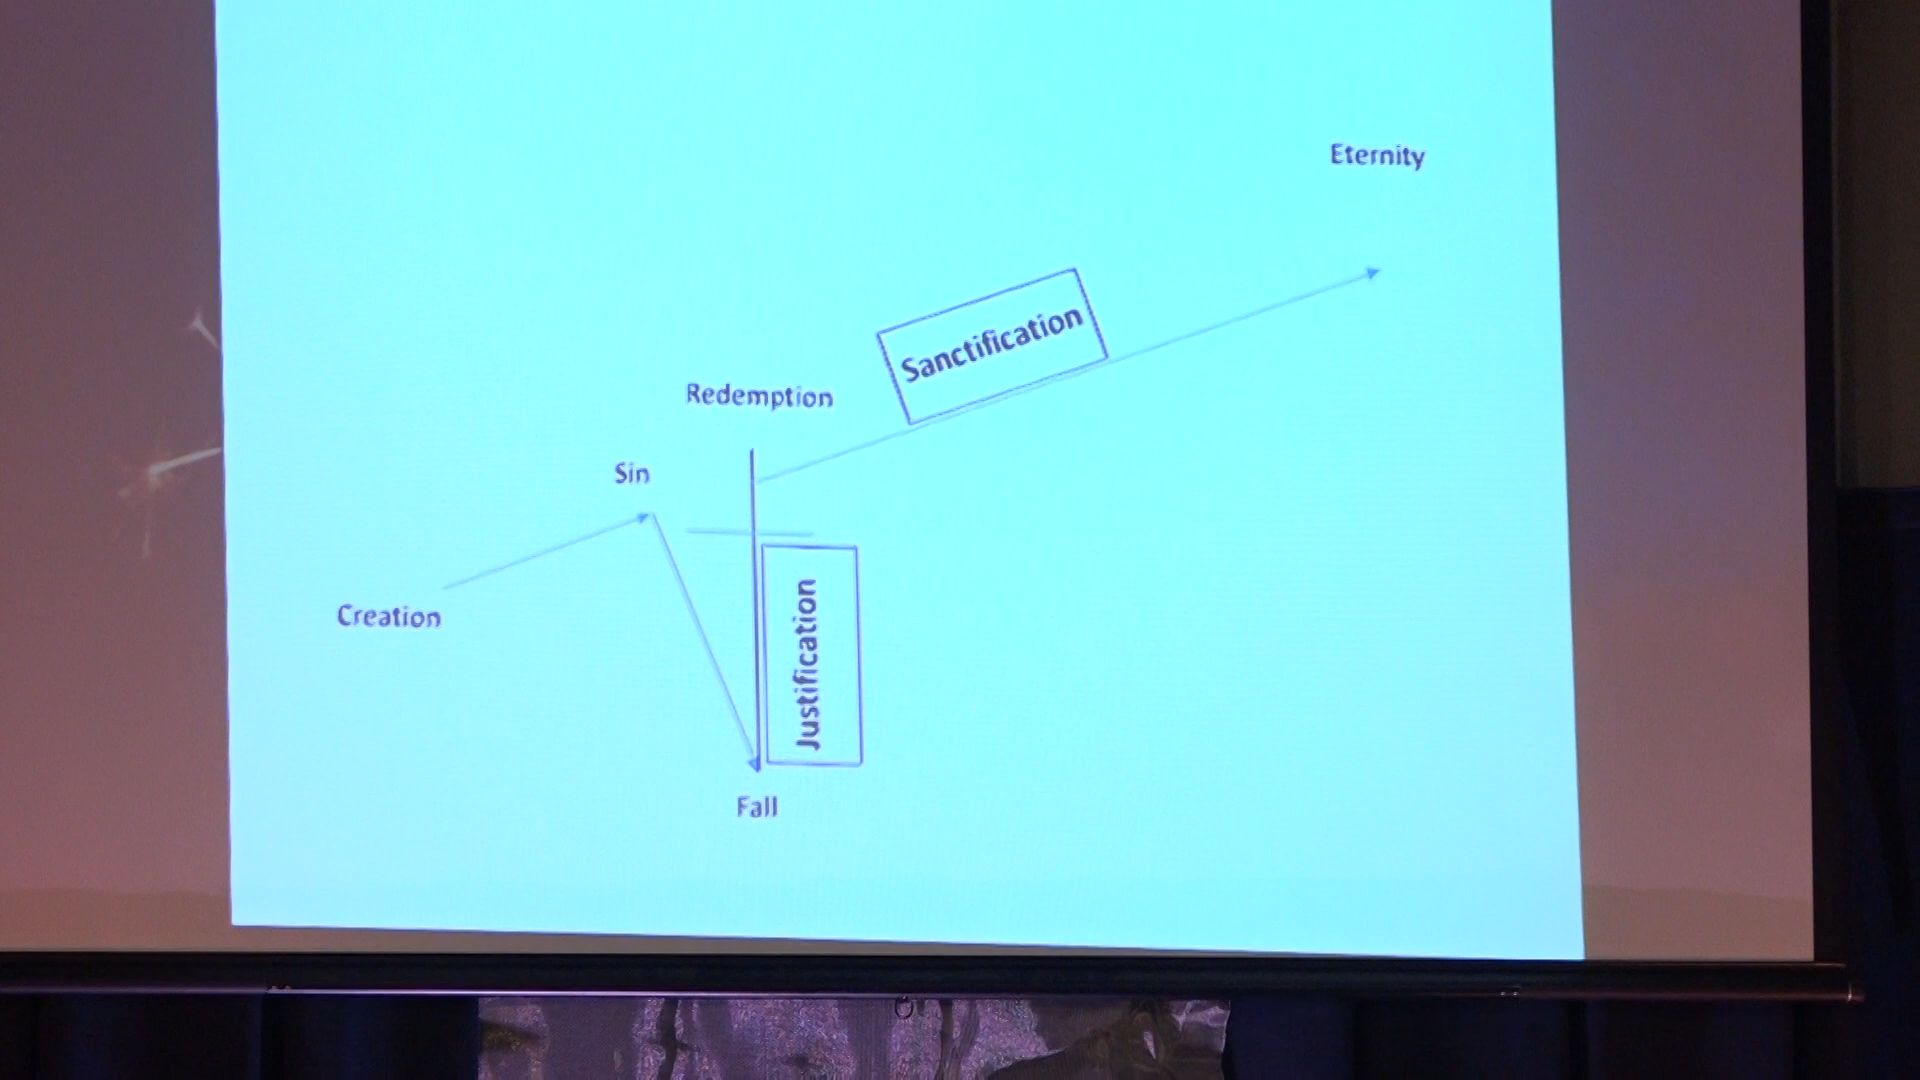 Eternity
Sanctification
Redemption
Sin
Creation
Justification
Fall